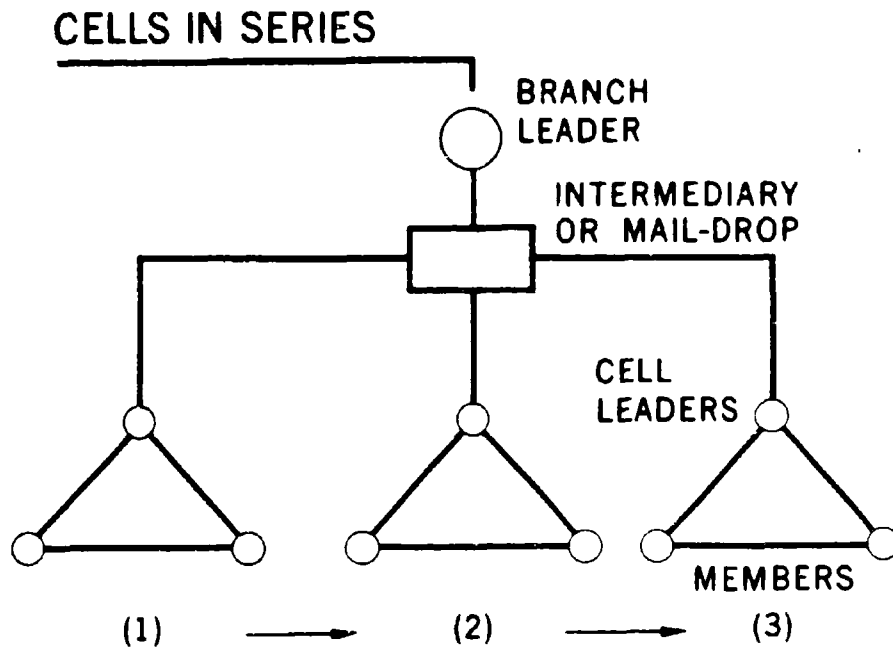 CELLS IN SERIES
BRANCH
LEADER
INTERMEDIARY
OR MAIL-DROP
CELL
LEADERS
MEMBERS
(1) (2) (3)